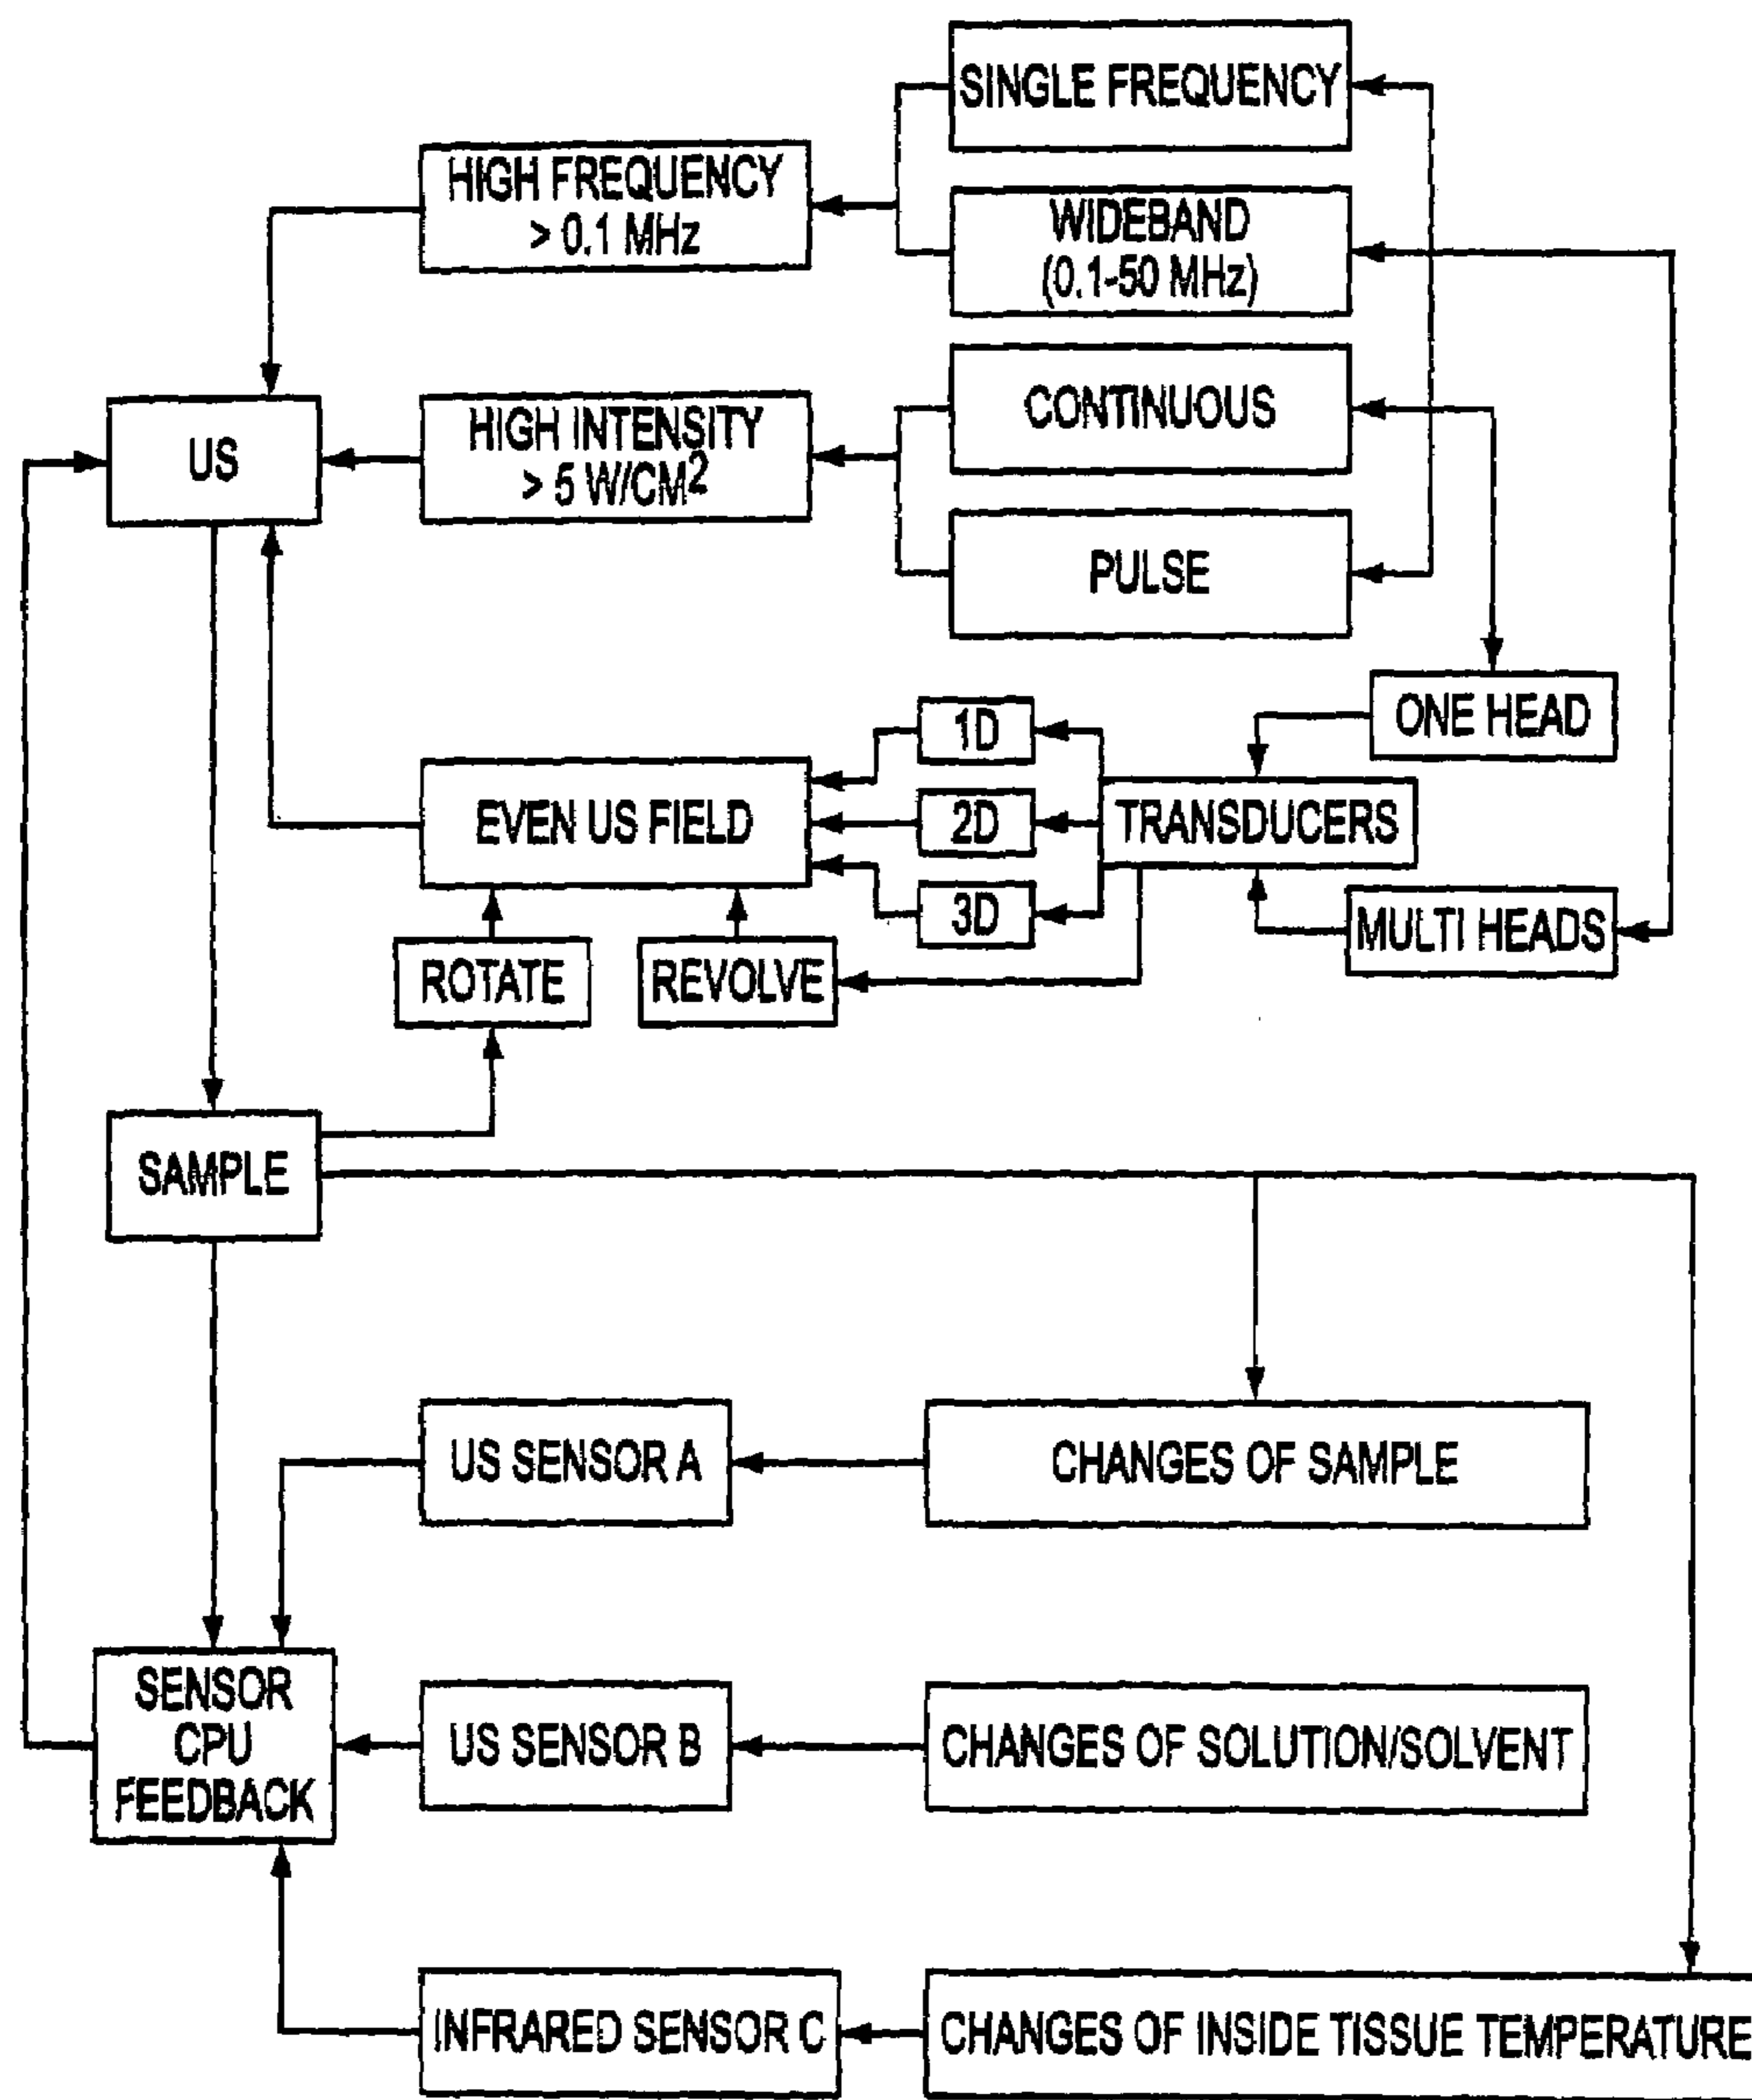 SINGLE FREQUENCY
HIGH FREQUENCY
> 0.1 MHz
WIDEBAND
(0.1-50 MHz)
US
HIGH INTENSITY
> 5 W/CM²
CONTINUOUS
PULSE
ONE HEAD
1D
EVEN US FIELD
2D
TRANSDUCERS
3D
MULTI HEADS
ROTATE
REVOLVE
SAMPLE
US SENSOR A
CHANGES OF SAMPLE
SENSOR
CPU
FEEDBACK
US SENSOR B
CHANGES OF SOLUTION/SOLVENT
INFRARED SENSOR C
CHANGES OF INSIDE TISSUE TEMPERATURE